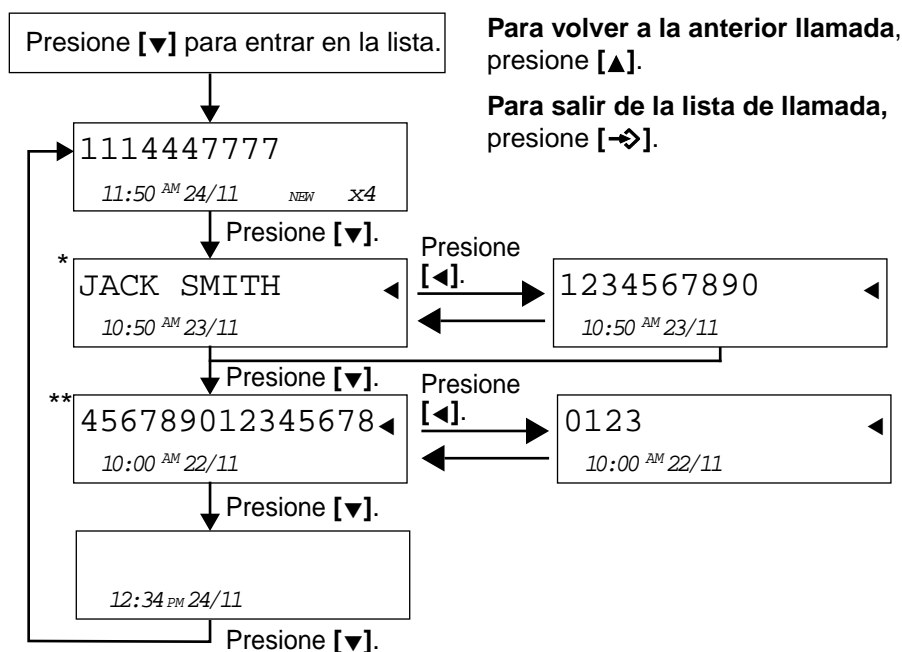 Presione [▼] para entrar en la lista.
Para volver a la anterior llamada,
presione [▲].
Para salir de la lista de llamada,
presione [➔].
1114447777
11:50 AM 24/11 NEW x4
Presione [▼].
*
JACK SMITH ◀
10:50 AM 23/11
Presione
[◀].
1234567890 ◀
10:50 AM 23/11
Presione [▼].
**
456789012345678◀
10:00 AM 22/11
Presione
[◀].
0123 ◀
10:00 AM 22/11
Presione [▼].
12:34 PM 24/11
Presione [▼].